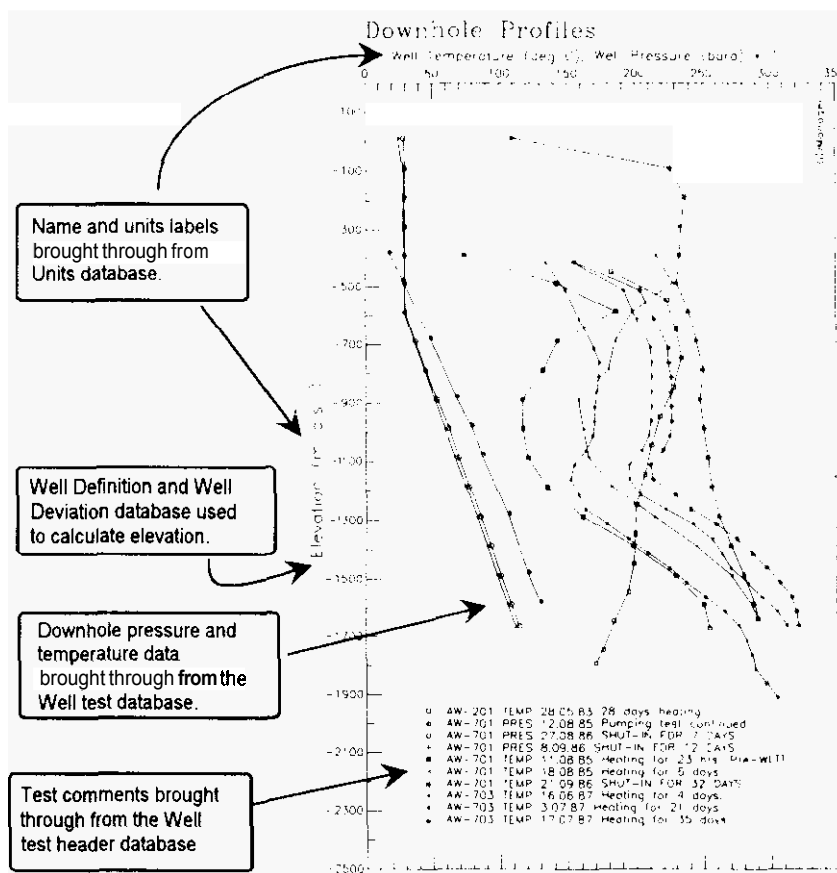 Downhole Profiles
Well Temperature (deg C), Well Pressure (bara)
0 50 100 150 200 250 300 35
100
-100
-300
-500
-700
-900
-1100
-1300
-1500
-1700
-1900
-2100
-2300
-2500
Elevation (m
Name and units labels
brought through from
Units database.
Well Definition and Well
Deviation database used
to calculate elevation.
Downhole pressure and
temperature data
brought through from the
Well test database.
Test comments brought
through from the Well
test header database
AW-201 TEMP 28.05.83 28 days heating
AW-701 PRES 12.08.85 Pumping test continued
AW-701 PRES 27.08.86 SHUT-IN FOR 7 DAYS
AW-701 PRES 8.09.86 SHUT-IN FOR 12 DAYS
AW-701 TEMP 11.08.85 Heating for 23 hrs.
AW-701 TEMP 18.08.85 Heating for 6 days
AW-701 TEMP 21.09.86 SHUT-IN FOR 32 DAYS
AW-703 TEMP 16.06.87 Heating for 4 days.
AW-703 TEMP 3.07.87 Heating for 21 days.
AW-703 TEMP 17.07.87 Heating for 35 days